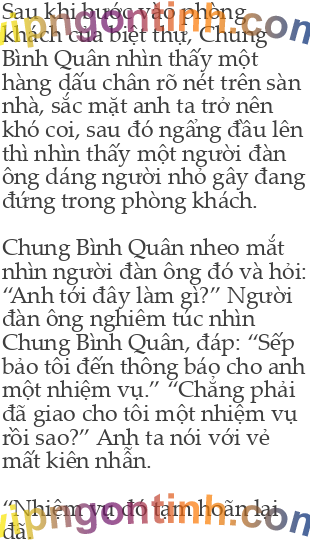 Sau khi bước vào phòng
khách của biệt thự, Chung
Bình Quân nhìn thấy một
hàng dấu chân rõ nét trên sàn
nhà, sắc mặt anh ta trở nên
khó coi, sau đó ngẩng đầu lên
thì nhìn thấy một người đàn
ông dáng người nhỏ gầy đang
đứng trong phòng khách.
Chung Bình Quân nheo mắt
nhìn người đàn ông đó và hỏi:
“Anh tới đây làm gì?” Người
đàn ông nghiêm túc nhìn
Chung Bình Quân, đáp: “Sếp
bảo tôi đến thông báo cho anh
một nhiệm vụ.” “Chẳng phải
đã giao cho tôi một nhiệm vụ
rồi sao?” Anh ta nói với vẻ
mất kiên nhẫn.
“Nhiệm vụ đó tạm hoãn lại
đã.
vipngontinh.com
vipngontinh.com